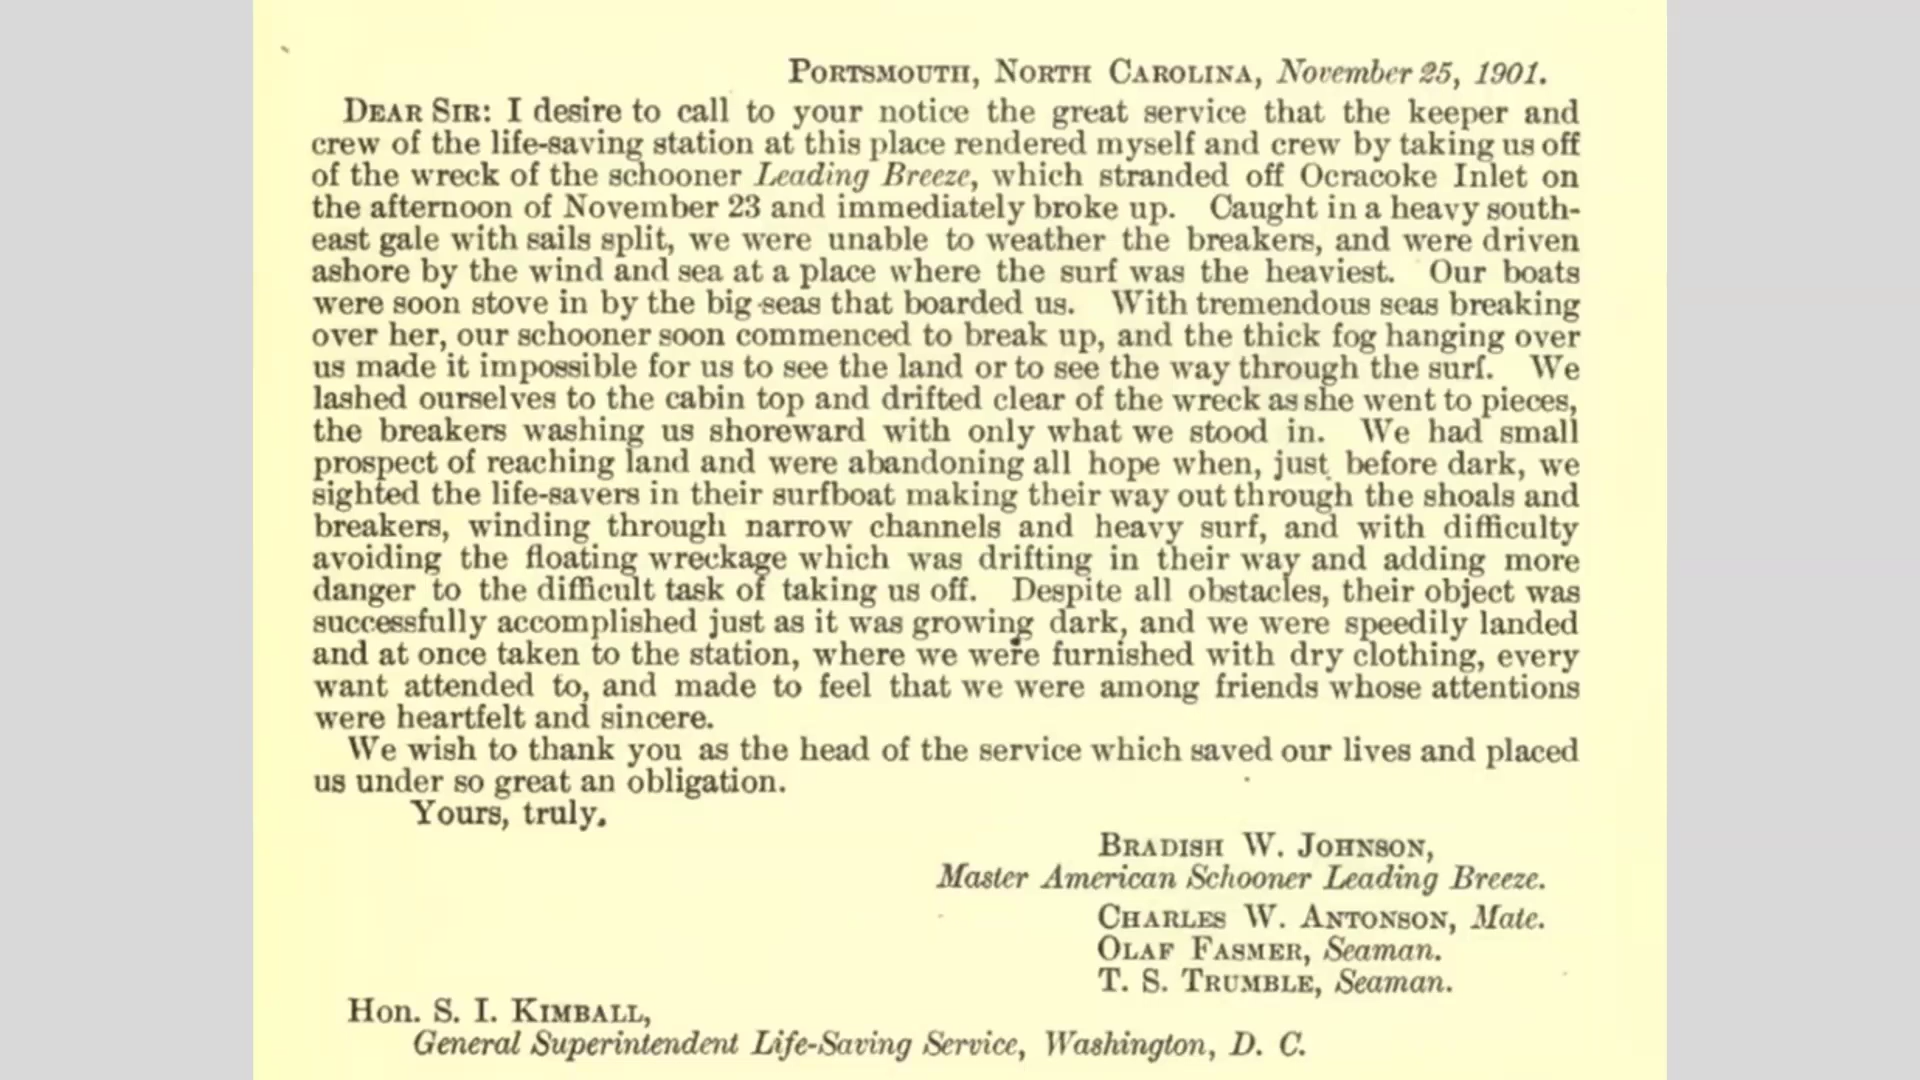 PORTSMOUTH, NORTH CAROLINA, November 25, 1901.
DEAR SIR: I desire to call to your notice the great service that the keeper and
crew of the life-saving station at this place rendered myself and crew by taking us off
of the wreck of the schooner Leading Breeze, which stranded off Ocracoke Inlet on
the afternoon of November 23 and immediately broke up. Caught in a heavy south-
east gale with sails split, we were unable to weather the breakers, and were driven
ashore by the wind and sea at a place where the surf was the heaviest. Our boats
were soon stove in by the big seas that boarded us. With tremendous seas breaking
over her, our schooner soon commenced to break up, and the thick fog hanging over
us made it impossible for us to see the land or to see the way through the surf. We
lashed ourselves to the cabin top and drifted clear of the wreck as she went to pieces,
the breakers washing us shoreward with only what we stood in. We had small
prospect of reaching land and were abandoning all hope when, just before dark, we
sighted the life-savers in their surfboat making their way out through the shoals and
breakers, winding through narrow channels and heavy surf, and with difficulty
avoiding the floating wreckage which was drifting in their way and adding more
danger to the difficult task of taking us off. Despite all obstacles, their object was
successfully accomplished just as it was growing dark, and we were speedily landed
and at once taken to the station, where we were furnished with dry clothing, every
want attended to, and made to feel that we were among friends whose attentions
were heartfelt and sincere.
We wish to thank you as the head of the service which saved our lives and placed
us under so great an obligation.
Yours, truly,
BRADISH W. JOHNSON,
Master American Schooner Leading Breeze.
CHARLES W. ANTONSON, Mate.
OLAF FASMER, Seaman.
T. S. TRUMBLE, Seaman.
Hon. S. I. KIMBALL,
General Superintendent Life-Saving Service, Washington, D. C.